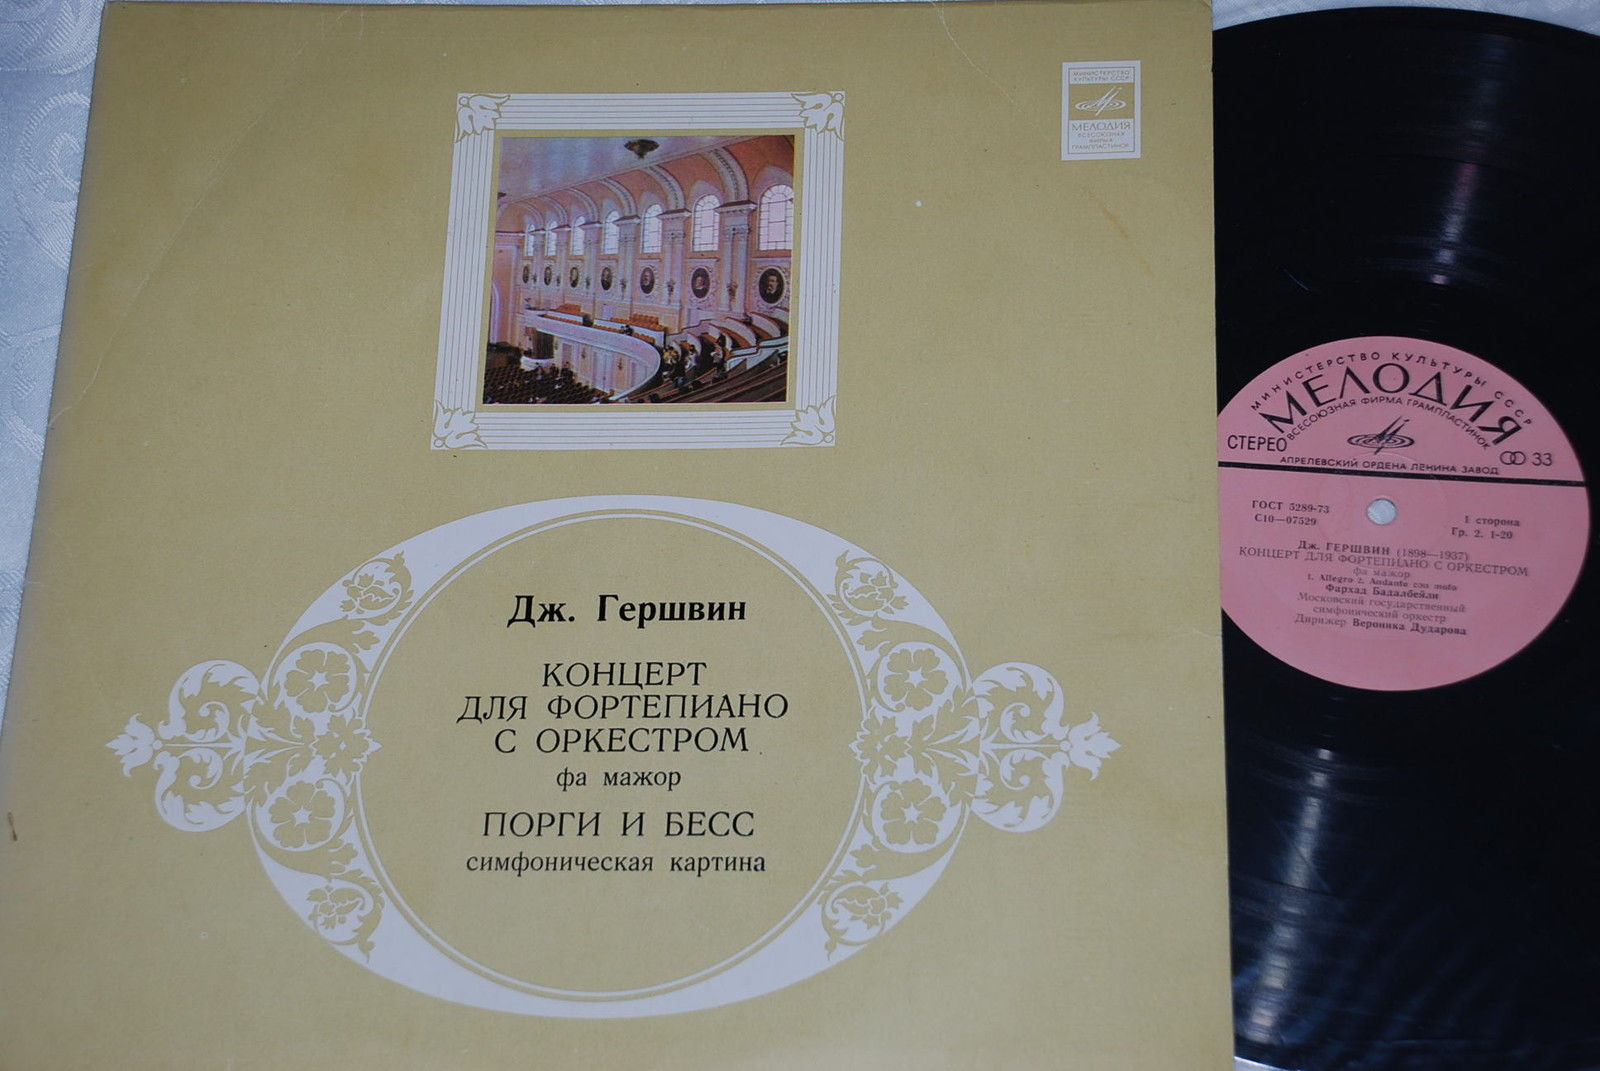 МИНИСТЕРСТВО
КУЛЬТУРЫ СССР
МЕЛОДИЯ
ВСЕСОЮЗНАЯ
ФИРМА
ГРАМПЛАСТИНОК
Дж. Гершвин
КОНЦЕРТ
ДЛЯ ФОРТЕПИАНО
С ОРКЕСТРОМ
фа мажор
ПОРГИ И БЕСС
симфоническая картина
МИНИСТЕРСТВО КУЛЬТУРЫ СССР
МЕЛОДИЯ
ВСЕСОЮЗНАЯ ФИРМА ГРАМПЛАСТИНОК
СТЕРЕО
33
АПРЕЛЕВСКИЙ ОРДЕНА ЛЕНИНА ЗАВОД
ГОСТ 5289-73
С10—07529
1 сторона
Гр. 2. 1-20
Дж. ГЕРШВИН (1898—1937)
КОНЦЕРТ ДЛЯ ФОРТЕПИАНО С ОРКЕСТРОМ
фа мажор
1. Allegro 2. Andante con moto
Фархад Бадалбейли
Московский государственный
симфонический оркестр
Дирижер Вероника Дударова